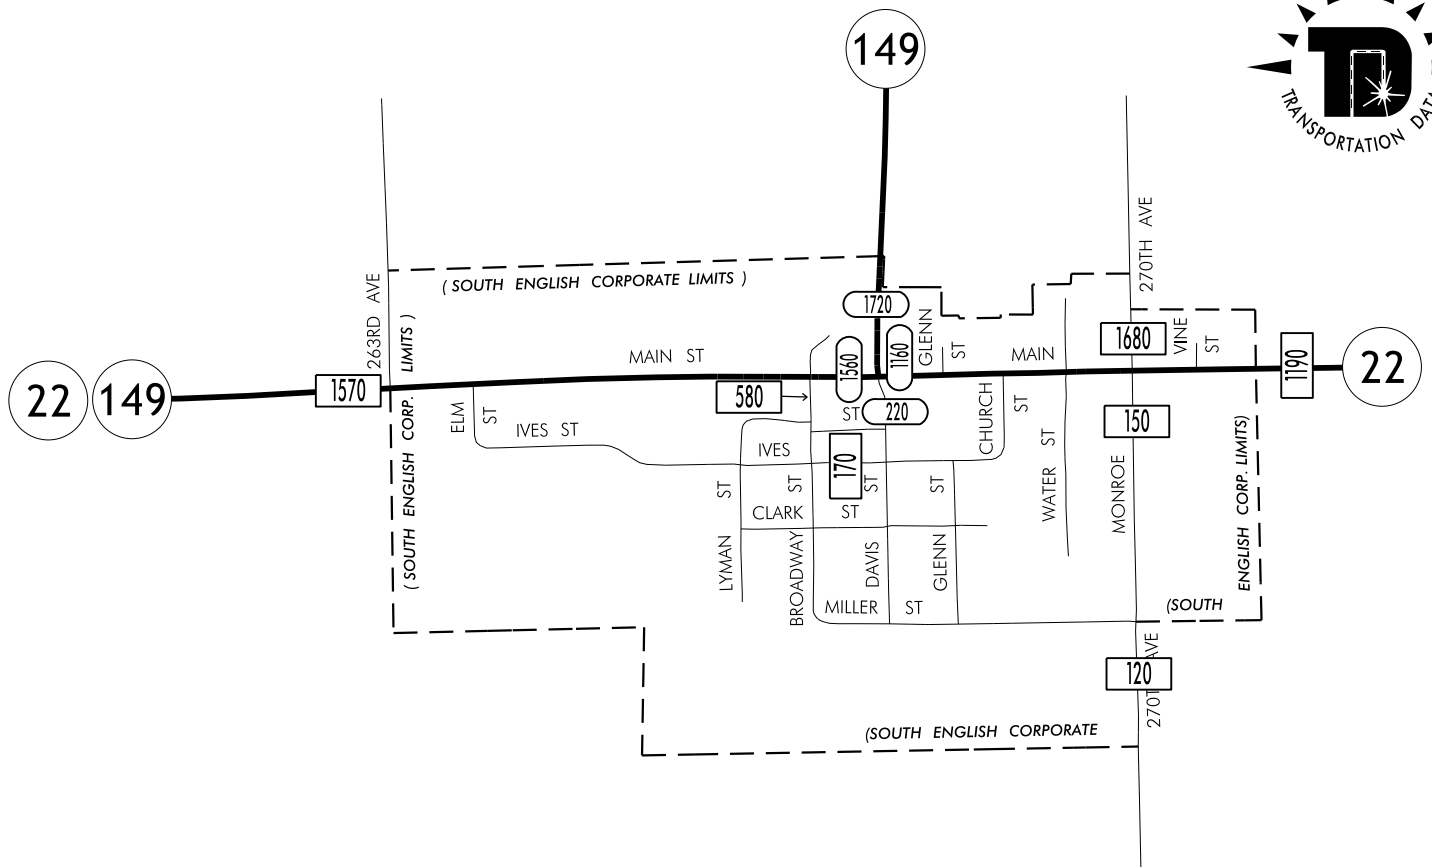 149
TRANSPORTATION DATA
270TH AVE
263RD AVE
( SOUTH ENGLISH CORPORATE LIMITS )
1720
GLENN
ST
MAIN
1680
VINE
ST
1190
22
22
149
1570
MAIN ST
1560
1160
580
ST
220
CHURCH
ST
150
ELM
ST
IVES ST
IVES
170
ST
ST
ST
ST
WATER ST
MONROE
( SOUTH ENGLISH CORP. LIMITS )
ENGLISH CORP. LIMITS)
CLARK
ST
LYMAN
BROADWAY
DAVIS
GLENN
MILLER ST
(SOUTH
120
270T AVE
(SOUTH ENGLISH CORPORATE